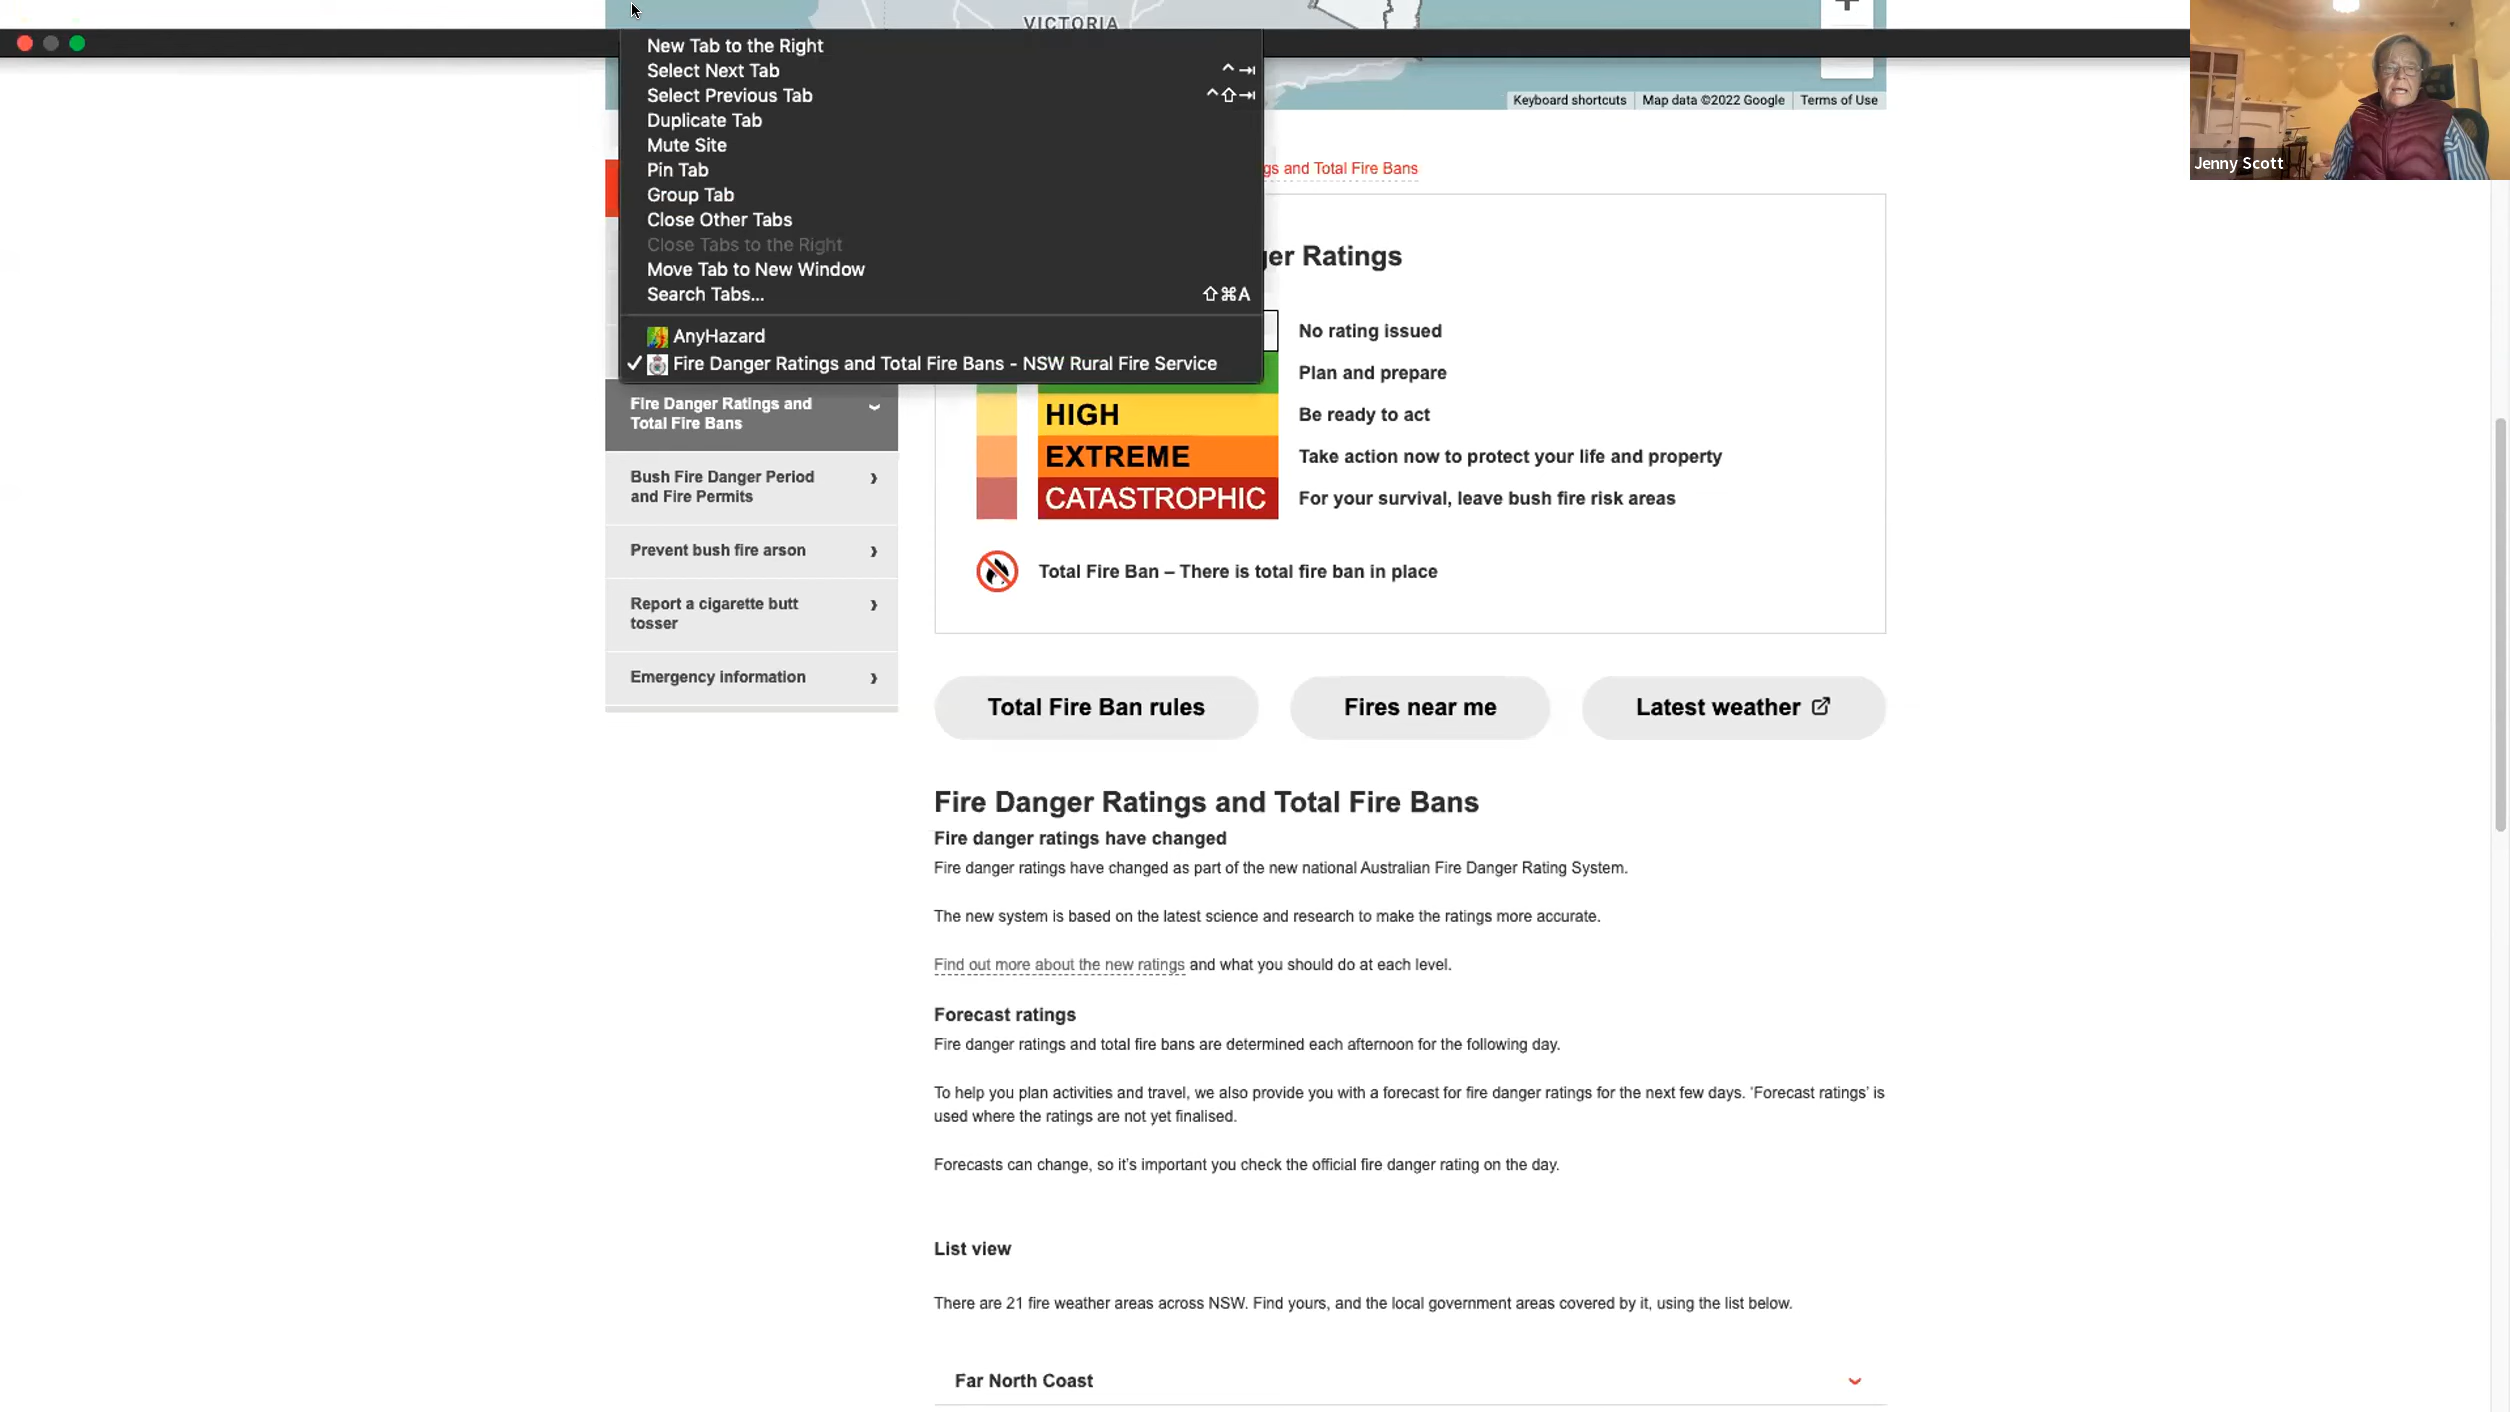 VICTORIA
Keyboard shortcuts
Map data ©2022 Google
Terms of Use
Jenny Scott
New Tab to the Right
Select Next Tab
Select Previous Tab
Duplicate Tab
Mute Site
Pin Tab
Group Tab
Close Other Tabs
Close Tabs to the Right
Move Tab to New Window
Search Tabs... ⇧⌘A
AnyHazard
✓ Fire Danger Ratings and Total Fire Bans - NSW Rural Fire Service
gs and Total Fire Bans
er Ratings
No rating issued
Plan and prepare
HIGH Be ready to act
EXTREME Take action now to protect your life and property
CATASTROPHIC For your survival, leave bush fire risk areas
Total Fire Ban – There is total fire ban in place
Fire Danger Ratings and
Total Fire Bans
Bush Fire Danger Period
and Fire Permits
Prevent bush fire arson
Report a cigarette butt
tosser
Emergency information
Total Fire Ban rules
Fires near me
Latest weather
Fire Danger Ratings and Total Fire Bans
Fire danger ratings have changed
Fire danger ratings have changed as part of the new national Australian Fire Danger Rating System.
The new system is based on the latest science and research to make the ratings more accurate.
Find out more about the new ratings and what you should do at each level.
Forecast ratings
Fire danger ratings and total fire bans are determined each afternoon for the following day.
To help you plan activities and travel, we also provide you with a forecast for fire danger ratings for the next few days. 'Forecast ratings' is
used where the ratings are not yet finalised.
Forecasts can change, so it's important you check the official fire danger rating on the day.
List view
There are 21 fire weather areas across NSW. Find yours, and the local government areas covered by it, using the list below.
Far North Coast